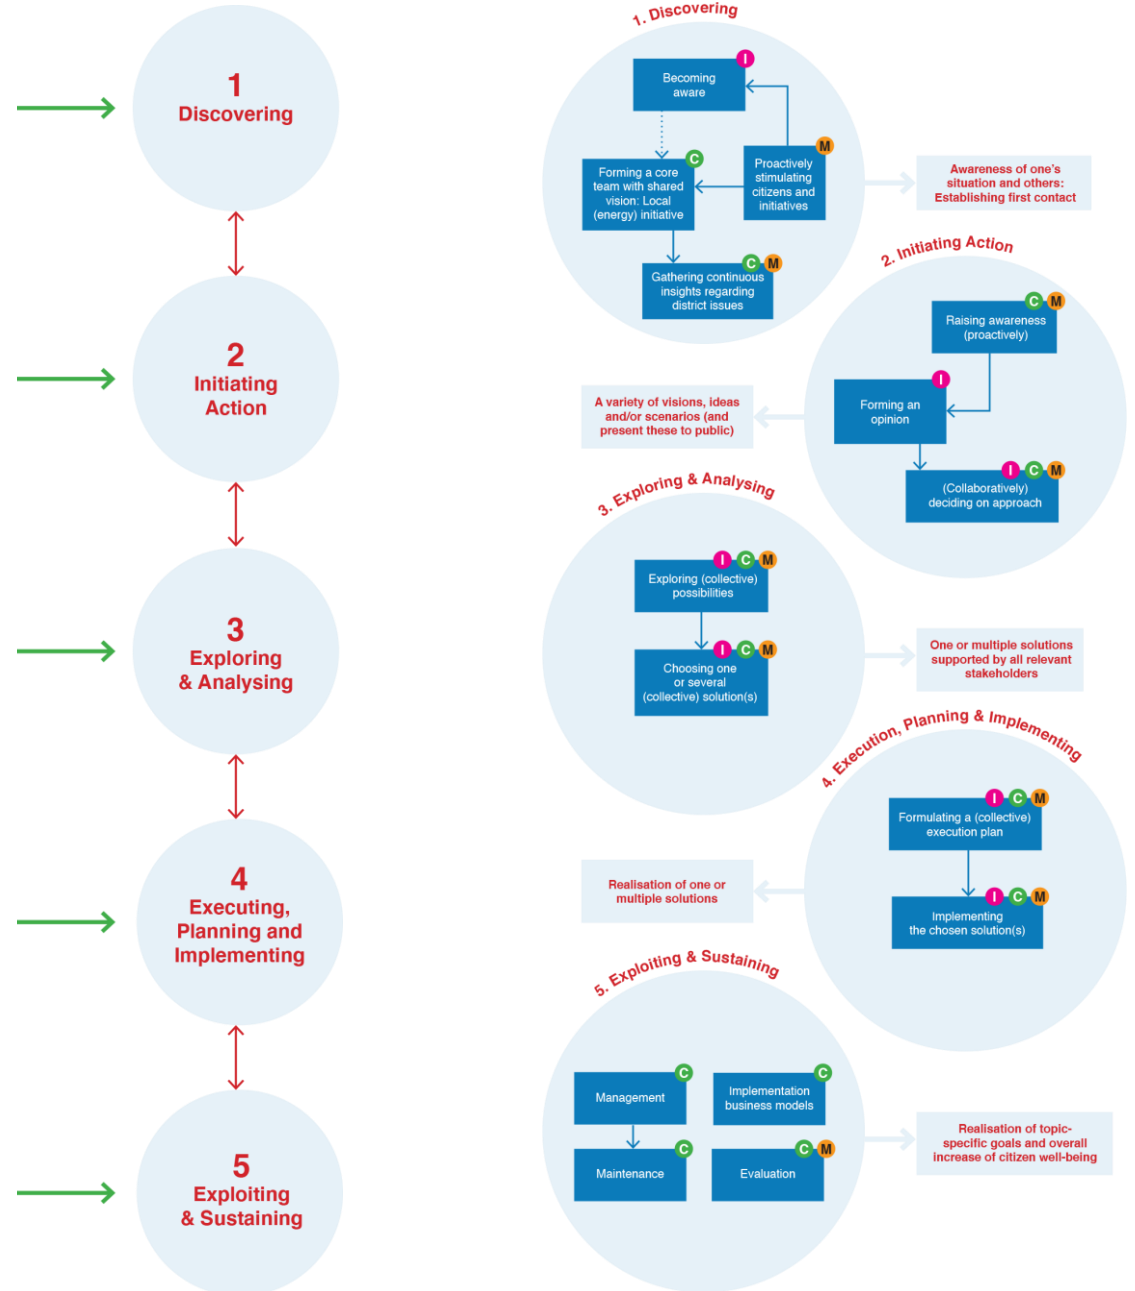 1
Discovering
2
Initiating
Action
3
Exploring
& Analysing
4
Executing,
Planning and
Implementing
5
Exploiting
& Sustaining
1. Discovering
I
Becoming
aware
C
Forming a core
team with shared
vision: Local
(energy) initiative
M
Proactively
stimulating
citizens and
initiatives
C M
Gathering continuous
insights regarding
district issues
Awareness of one's
situation and others:
Establishing first contact
2. Initiating Action
C M
Raising awareness
(proactively)
I
Forming an
opinion
I C M
(Collaboratively)
deciding on approach
A variety of visions, ideas
and/or scenarios (and
present these to public)
3. Exploring & Analysing
I C M
Exploring (collective)
possibilities
I C M
Choosing one
or several
(collective) solution(s)
One or multiple solutions
supported by all relevant
stakeholders
4. Execution, Planning & Implementing
I C M
Formulating a (collective)
execution plan
I C M
Implementing
the chosen solution(s)
Realisation of one or
multiple solutions
5. Exploiting & Sustaining
C
Management
C
Implementation
business models
C
Maintenance
C M
Evaluation
Realisation of topic-
specific goals and overall
increase of citizen well-being